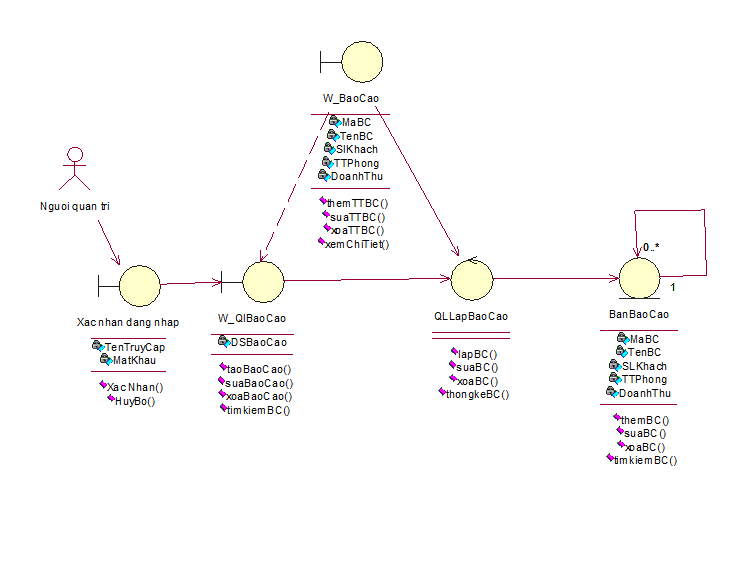 W_BaoCao
MaBC
TenBC
SlKhach
TTPhong
DoanhThu
themTTBC()
suaTTBC()
xoaTTBC()
xemChiTiet()
Nguoi quan tri
Xac nhan dang nhap
TenTruyCap
MatKhau
XacNhan()
HuyBo()
W_QlBaoCao
DSBaoCao
taoBaoCao()
suaBaoCao()
xoaBaoCao()
timkiemBC()
QLLapBaoCao
lapBC()
suaBC()
xoaBC()
thongkeBC()
0..*
1
BanBaoCao
MaBC
TenBC
SLKhach
TTPhong
DoanhThu
themBC()
suaBC()
xoaBC()
timkiemBC()